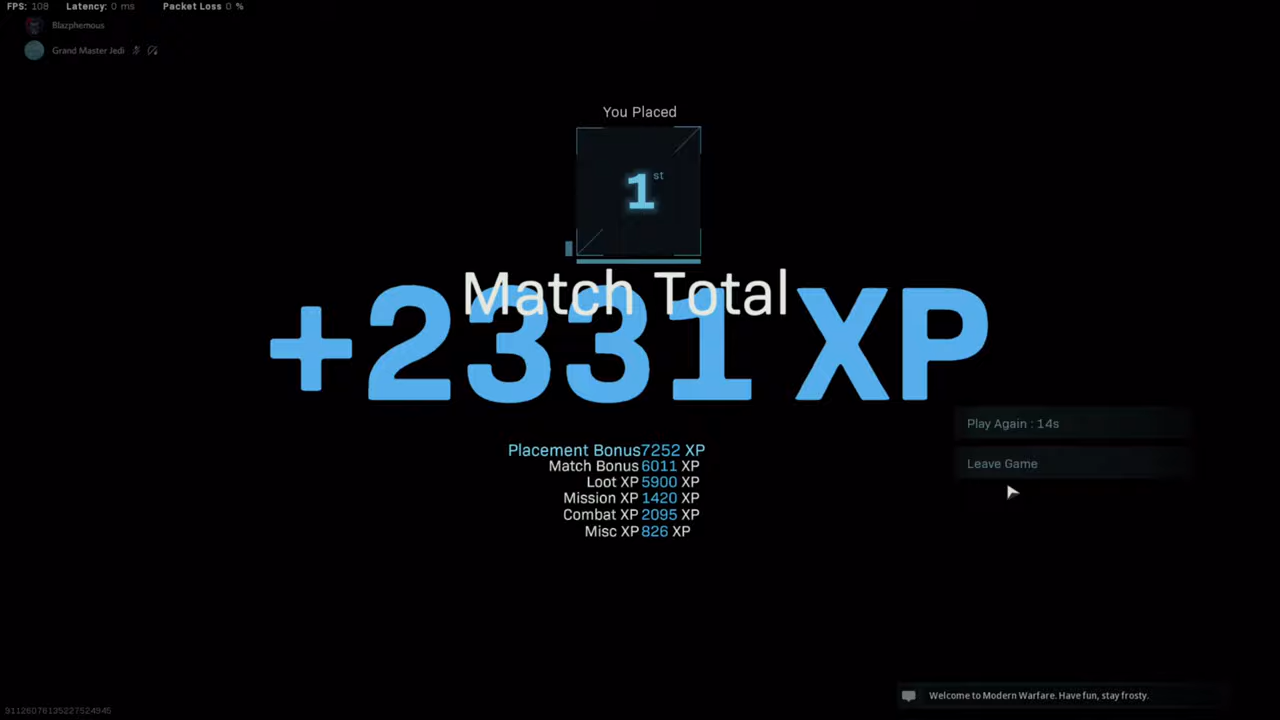 FPS: 108 Latency: 0 ms Packet Loss 0 %
Blazphemous
Grand Master Jedi
You Placed
1st
Match Total
+2331 XP
Play Again : 14s
Placement Bonus7252 XP
Leave Game
Match Bonus 6011 XP
Loot XP 5900 XP
Mission XP 1420 XP
Combat XP 2095 XP
Misc XP 826 XP
Welcome to Modern Warfare. Have fun, stay frosty.